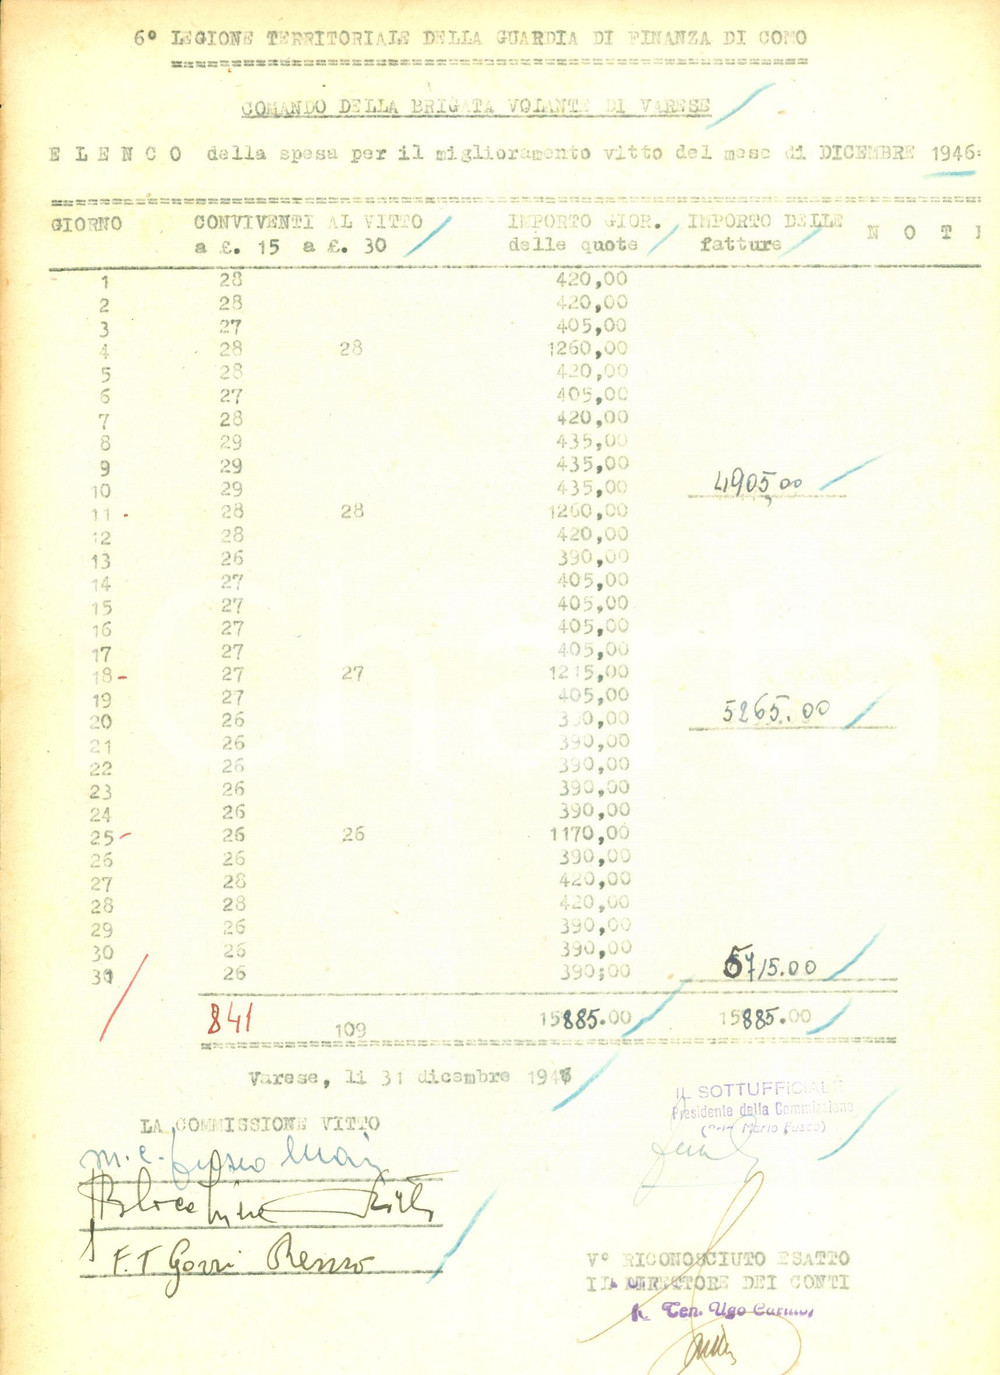 6° LEGIONE TERRITORIALE DELLA GUARDIA DI FINANZA DI COMO
COMANDO DELLA BRIGATA VOLANTE DI VARESE
E L E N C O della spesa per il miglioramento vitto del mese di DICEMBRE 1946=
GIORNO CONVIVENTI AL VITTO IMPORTO GIOR. IMPORTO DELLE N O T I
a £. 15 a £. 30 delle quote fatture
1 28 420,00
2 28 420,00
3 27 405,00
4 28 28 1260,00
5 28 420,00
6 27 405,00
7 28 420,00
8 29 435,00
9 29 435,00
10 29 435,00 4905,00
11 28 28 1260,00
12 28 420,00
13 26 390,00
14 27 405,00
15 27 405,00
16 27 405,00
17 27 405,00
18 27 27 1215,00
19 27 405,00
20 26 390,00 5265.00
21 26 390,00
22 26 390,00
23 26 390,00
24 26 390,00
25 26 26 1170,00
26 26 390,00
27 28 420,00
28 28 420,00
29 26 390,00
30 26 390,00
31 26 390,00 5715.00
841 109 15885.00 15885.00
Varese, li 31 dicembre 1946
IL SOTTUFFICIALE
Presidente della Commissione
Mario Fusco)
LA COMMISSIONE VITTO
m.c. Fusco Mario
F.T. Gorri Renzo
V° RICONOSCIUTO ESATTO
IL DIRETTORE DEI CONTI
Ten. Ugo